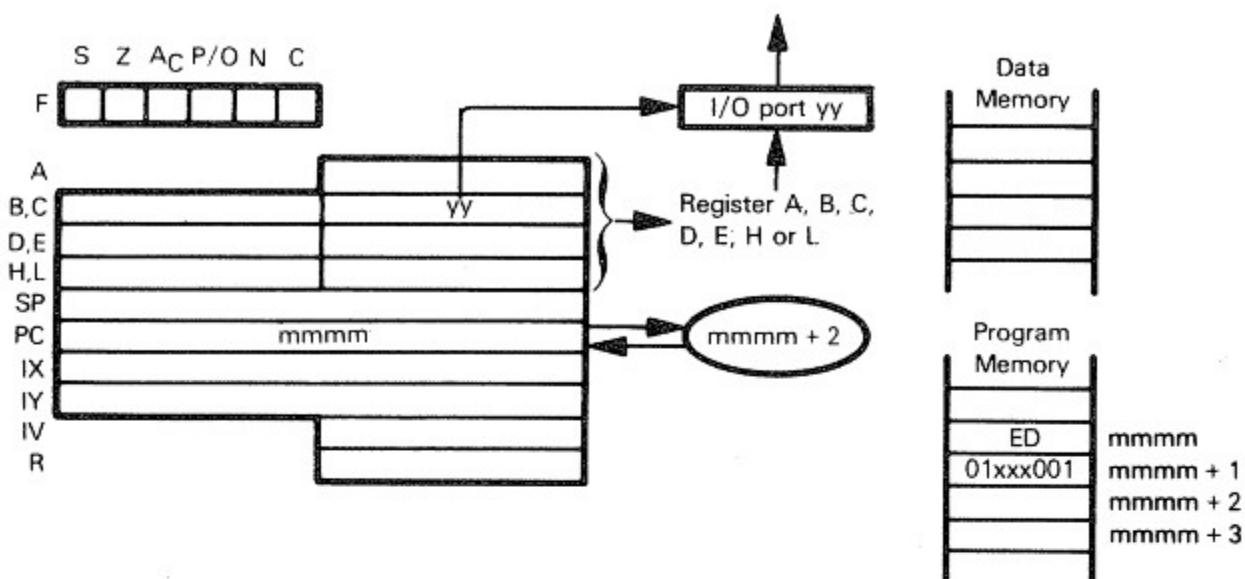 S Z AC P/O N C
F
A
B,C yy
D,E
H,L
SP
PC mmmm
IX
IY
IV
R
I/O port yy
Register A, B, C,
D, E, H or L
mmmm + 2
Data
Memory
Program
Memory
ED mmmm
01xxx001 mmmm + 1
mmmm + 2
mmmm + 3